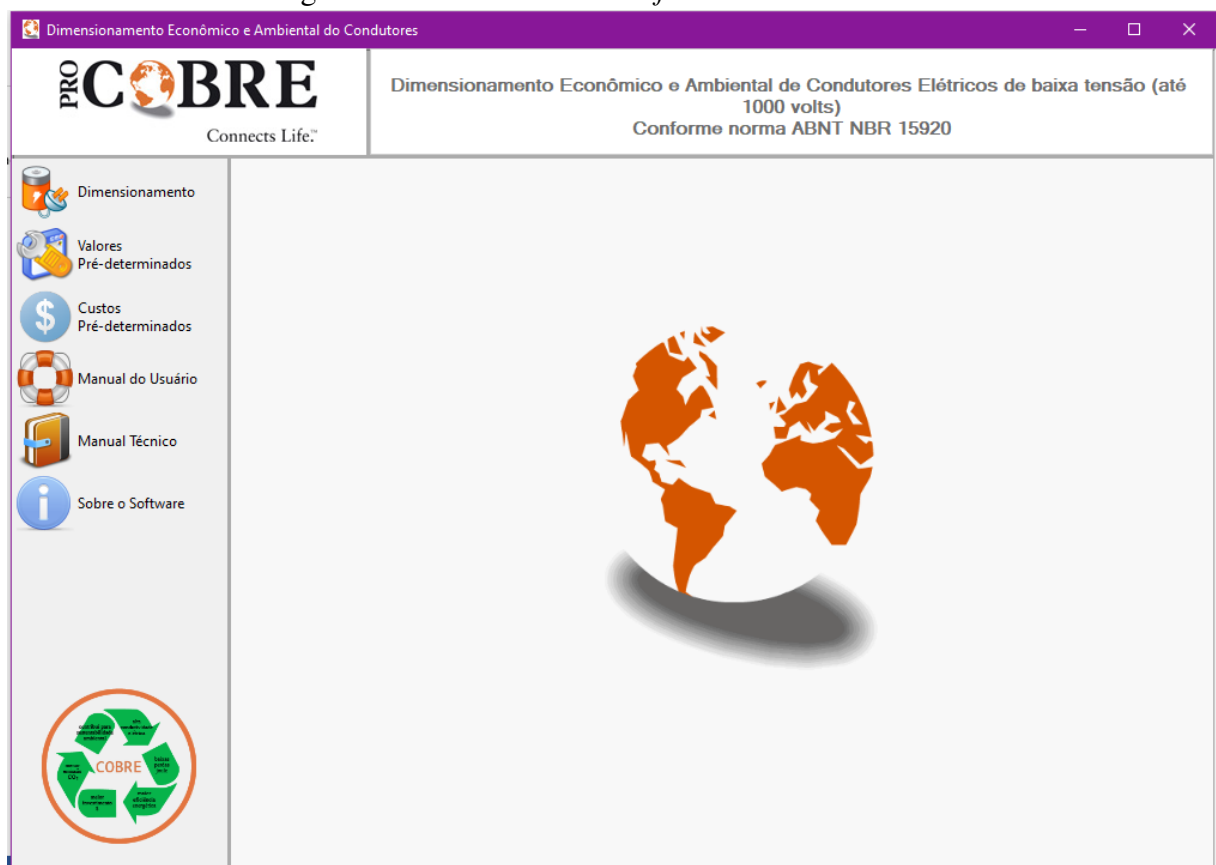 Dimensionamento Econômico e Ambiental do Condutores
PRO COBRE
Connects Life.™
Dimensionamento Econômico e Ambiental de Condutores Elétricos de baixa tensão (até
1000 volts)
Conforme norma ABNT NBR 15920
Dimensionamento
Valores
Pré-determinados
Custos
Pré-determinados
Manual do Usuário
Manual Técnico
Sobre o Software
COBRE